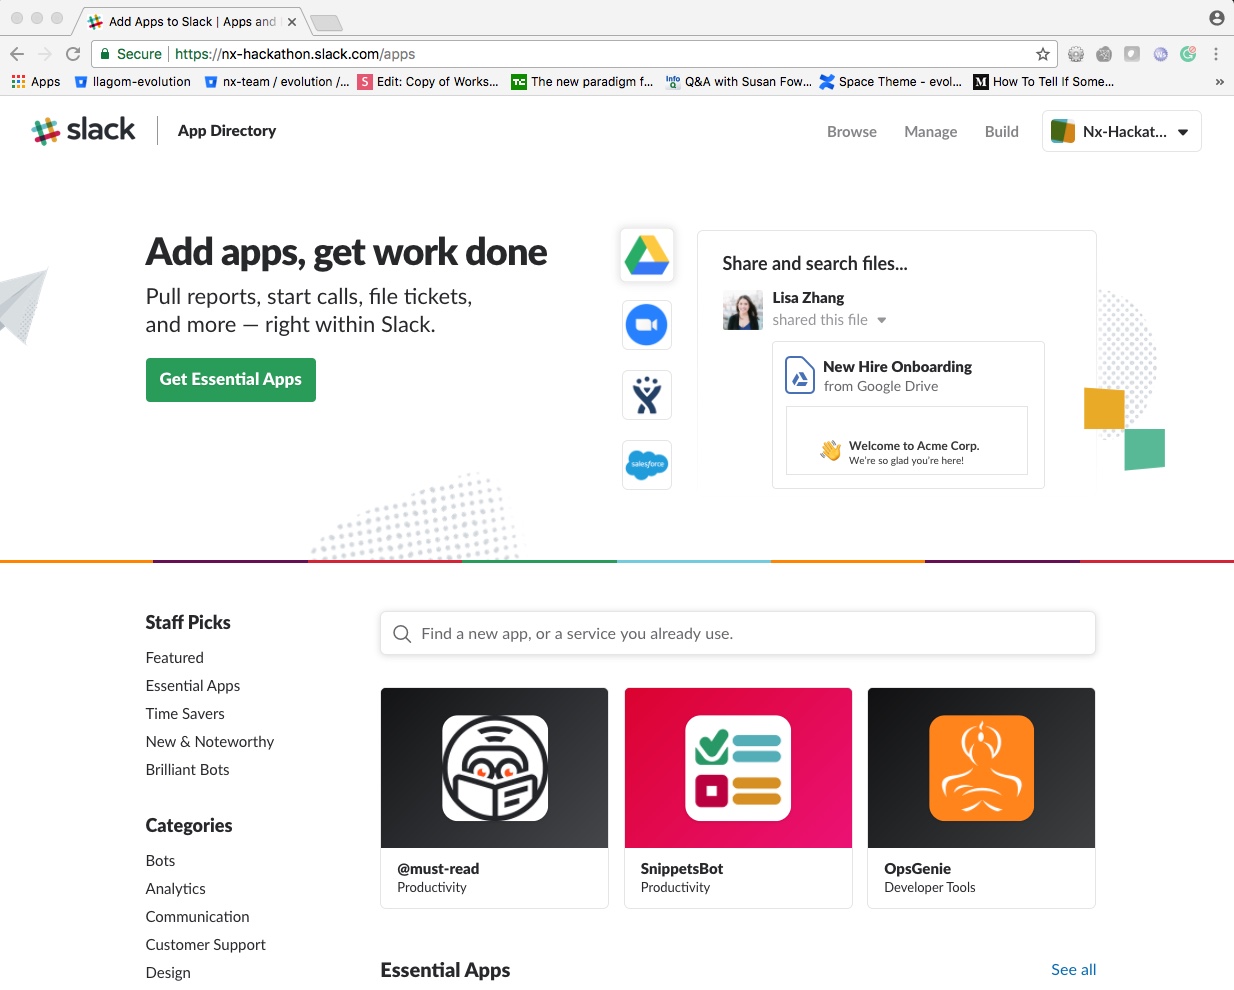 Add Apps to Slack | Apps and
Secure https://nx-hackathon.slack.com/apps
Apps llagom-evolution nx-team / evolution /... Edit: Copy of Works... The new paradigm f... Q&A with Susan Fow... Space Theme - evol... How To Tell If Some... »
slack App Directory Browse Manage Build Nx-Hackat...
Add apps, get work done
Pull reports, start calls, file tickets,
and more — right within Slack.
Get Essential Apps
salesforce
Share and search files...
Lisa Zhang
shared this file
New Hire Onboarding
from Google Drive
Welcome to Acme Corp.
We're so glad you're here!
Staff Picks
Featured
Essential Apps
Time Savers
New & Noteworthy
Brilliant Bots
Categories
Bots
Analytics
Communication
Customer Support
Design
Find a new app, or a service you already use.
@must-read
Productivity
SnippetsBot
Productivity
OpsGenie
Developer Tools
Essential Apps See all